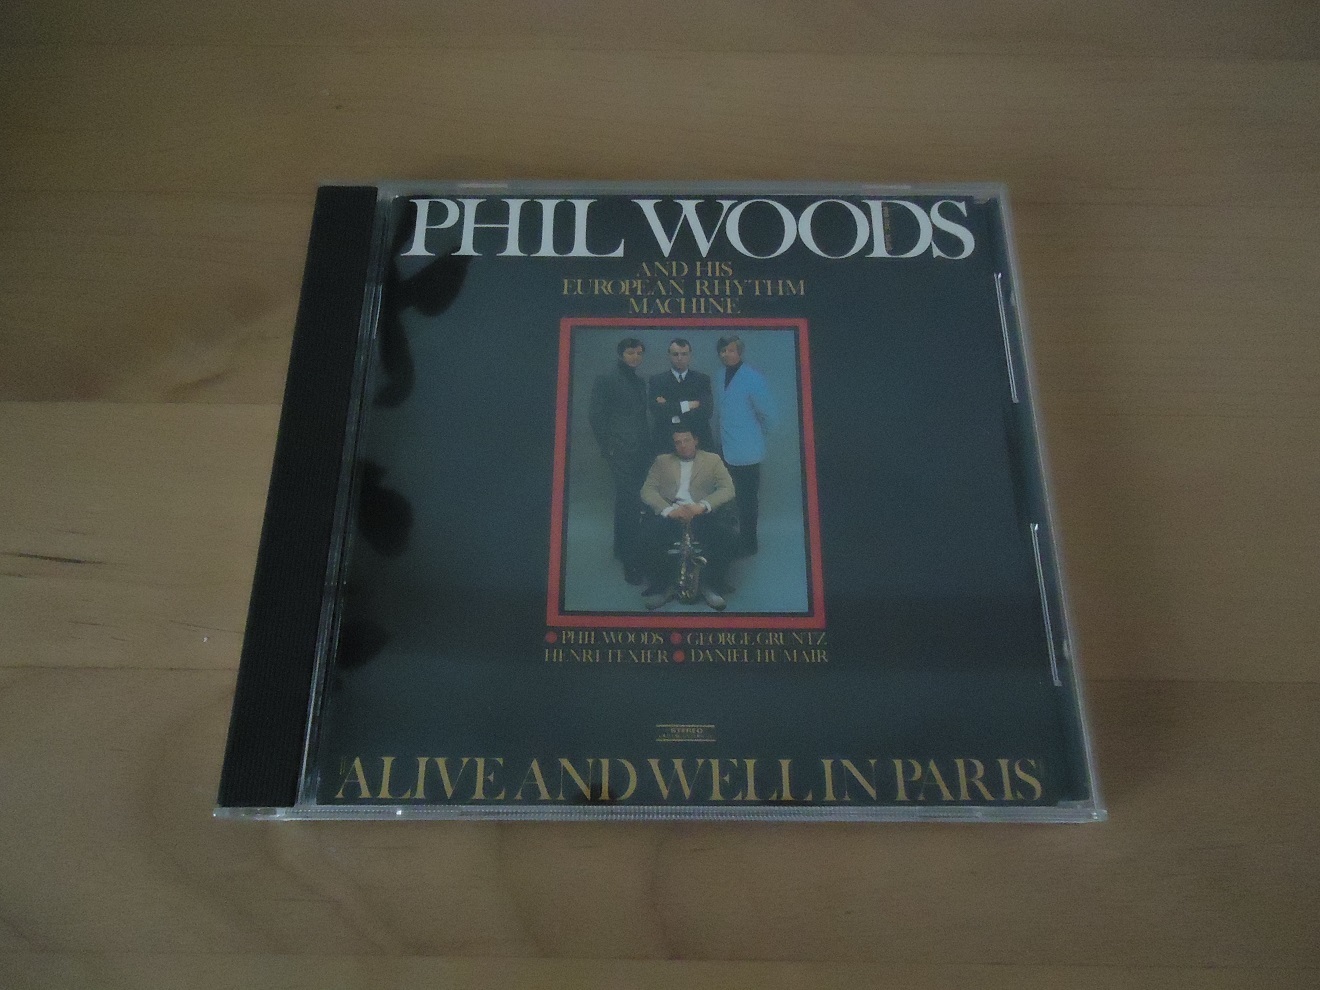 PHIL WOODS
AND HIS
EUROPEAN RHYTHM
MACHINE
PHIL WOODS GEORGE GRUNTZ
HENRI TEXIER DANIEL HUMAIR
STEREO
ALIVE AND WELL IN PARIS